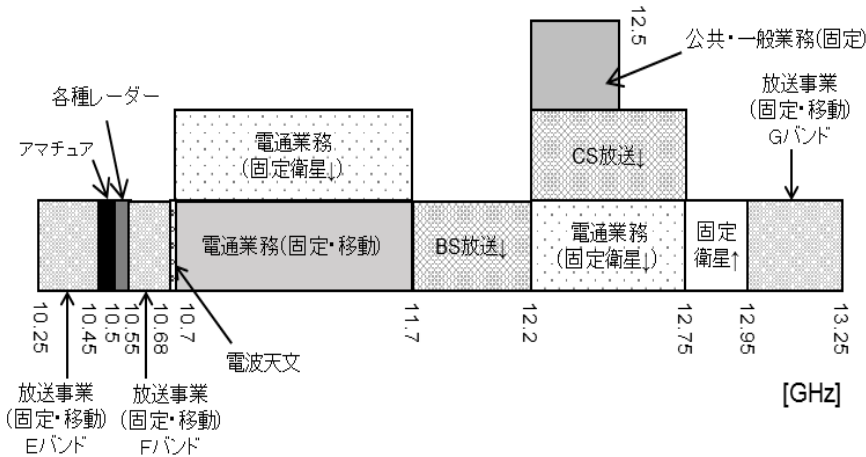 12.5
公共・一般業務(固定)
各種レーダー
放送事業
(固定・移動)
Gバンド
アマチュア
電通業務
(固定衛星↓)
CS放送↓
電通業務(固定・移動)
BS放送↓
電通業務
(固定衛星↓)
固定
衛星↑
10.25
10.45
10.5
10.55
10.68
10.7
11.7
12.2
12.75
12.95
13.25
電波天文
[GHz]
放送事業
(固定・移動)
Eバンド
放送事業
(固定・移動)
Fバンド